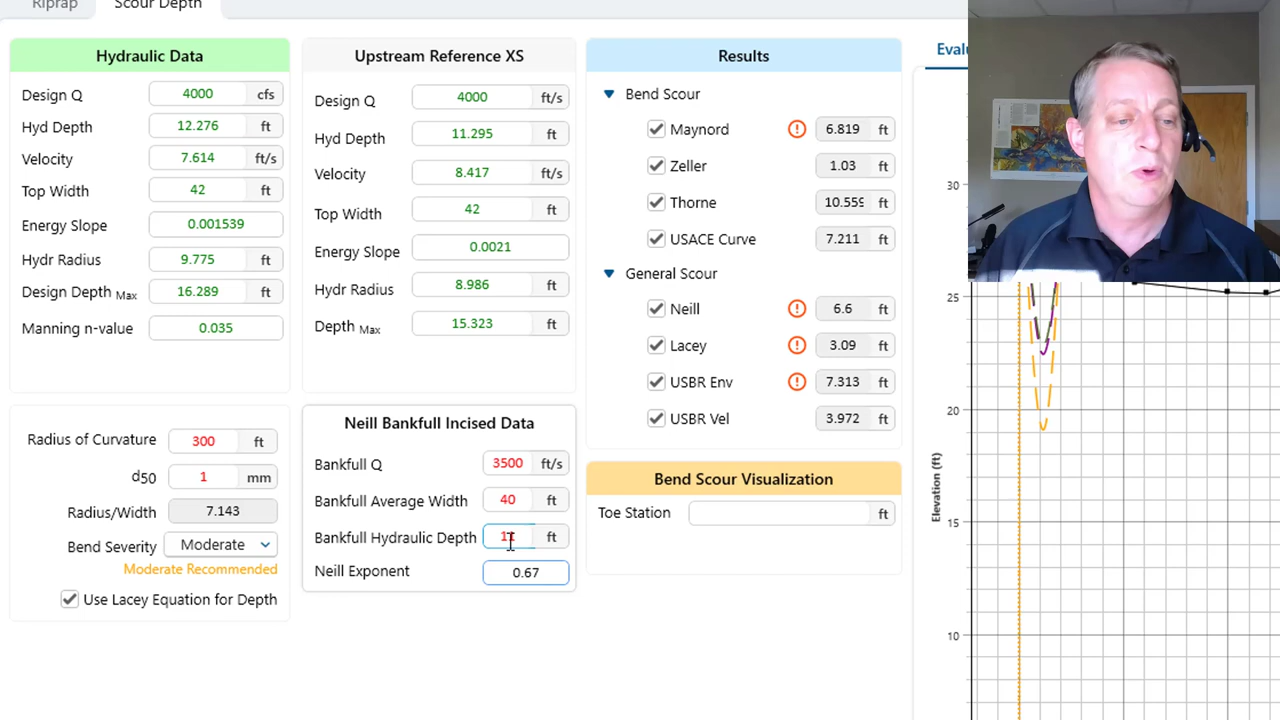 Riprap
Scour Depth
Hydraulic Data
Design Q 4000 cfs
Hyd Depth 12.276 ft
Velocity 7.614 ft/s
Top Width 42 ft
Energy Slope 0.001539
Hydr Radius 9.775 ft
Design Depth Max 16.289 ft
Manning n-value 0.035
Radius of Curvature 300 ft
d50 1 mm
Radius/Width 7.143
Bend Severity Moderate
Moderate Recommended
Use Lacey Equation for Depth
Upstream Reference XS
Design Q 4000 ft/s
Hyd Depth 11.295 ft
Velocity 8.417 ft/s
Top Width 42 ft
Energy Slope 0.0021
Hydr Radius 8.986 ft
Depth Max 15.323 ft
Neill Bankfull Incised Data
Bankfull Q 3500 ft/s
Bankfull Average Width 40 ft
Bankfull Hydraulic Depth ft
Neill Exponent 0.67
Results
Bend Scour
Maynord 6.819 ft
Zeller 1.03 ft
Thorne 10.559 ft
USACE Curve 7.211 ft
General Scour
Neill 6.6 ft
Lacey 3.09 ft
USBR Env 7.313 ft
USBR Vel 3.972 ft
Bend Scour Visualization
Toe Station ft
30
25
20
15
10
Elevation (ft)